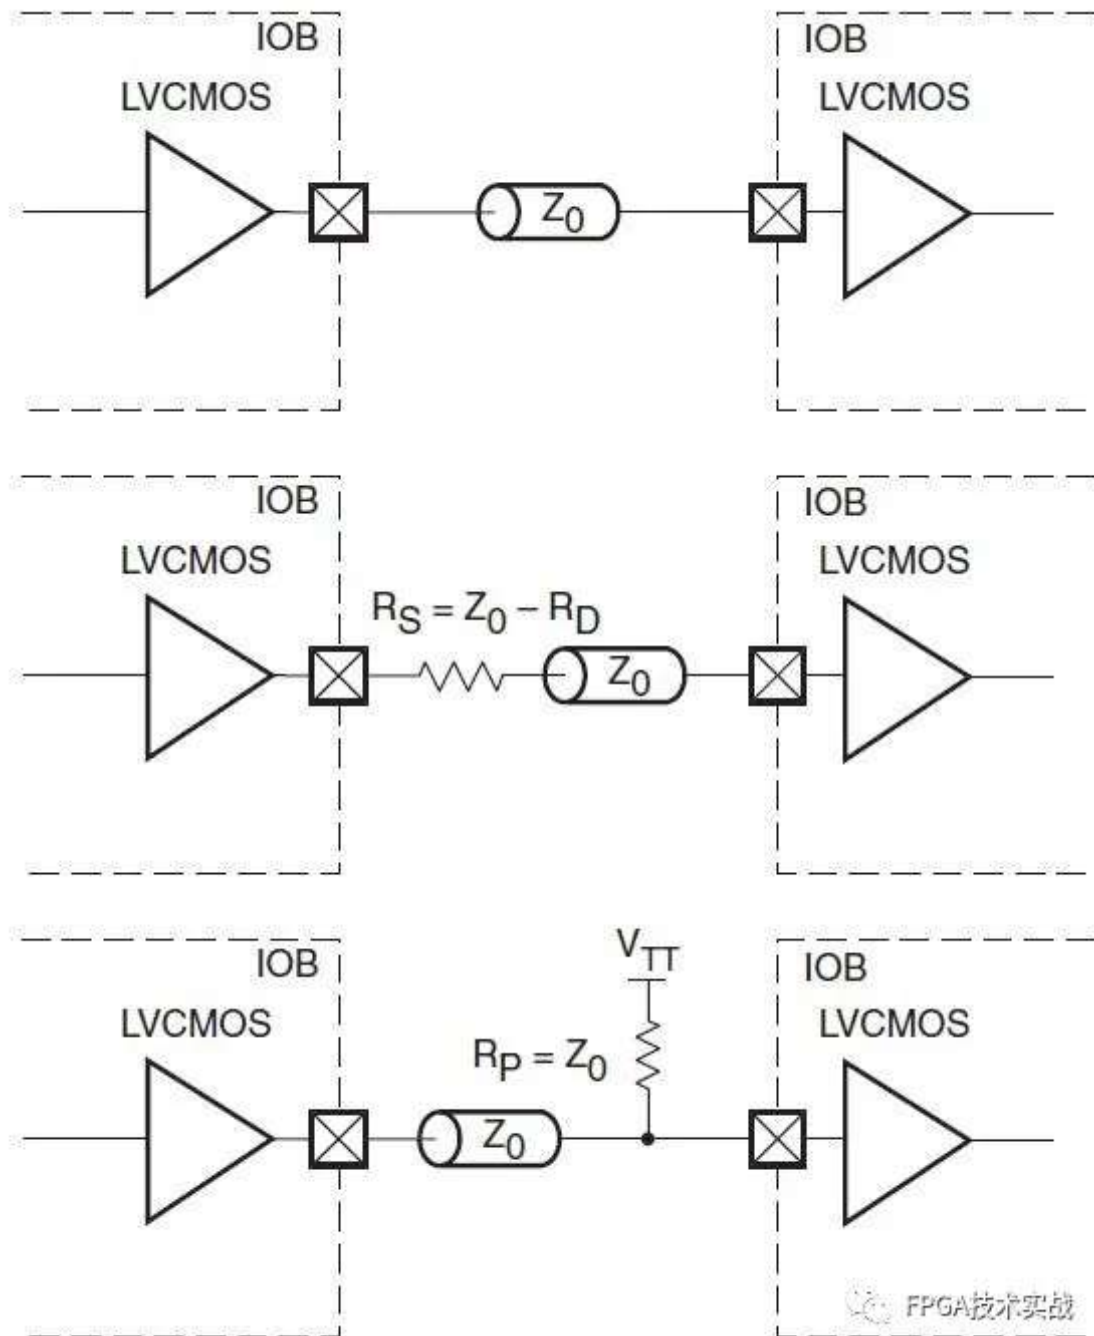 IOB IOB
LVCMOS LVCMOS
Z0
IOB IOB
LVCMOS LVCMOS
RS = Z0 – RD
Z0
IOB VTT IOB
LVCMOS LVCMOS
RP = Z0
Z0
FPGA技术实战